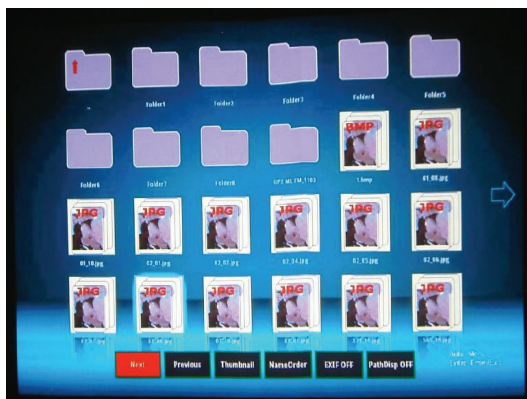 Folder1 Folder2 Folder3 Folder4 Folder5
BMP JPG
Folder6 Folder7 Folder8 1.bmp 01_08.jpg
JPG JPG JPG JPG JPG JPG
01_10.jpg 02_01.jpg 02_02.jpg 02_04.jpg 02_05.jpg 02_06.jpg
JPG JPG JPG JPG JPG JPG
Next Previous Thumbnail NameOrder EXIF OFF PathDisp OFF